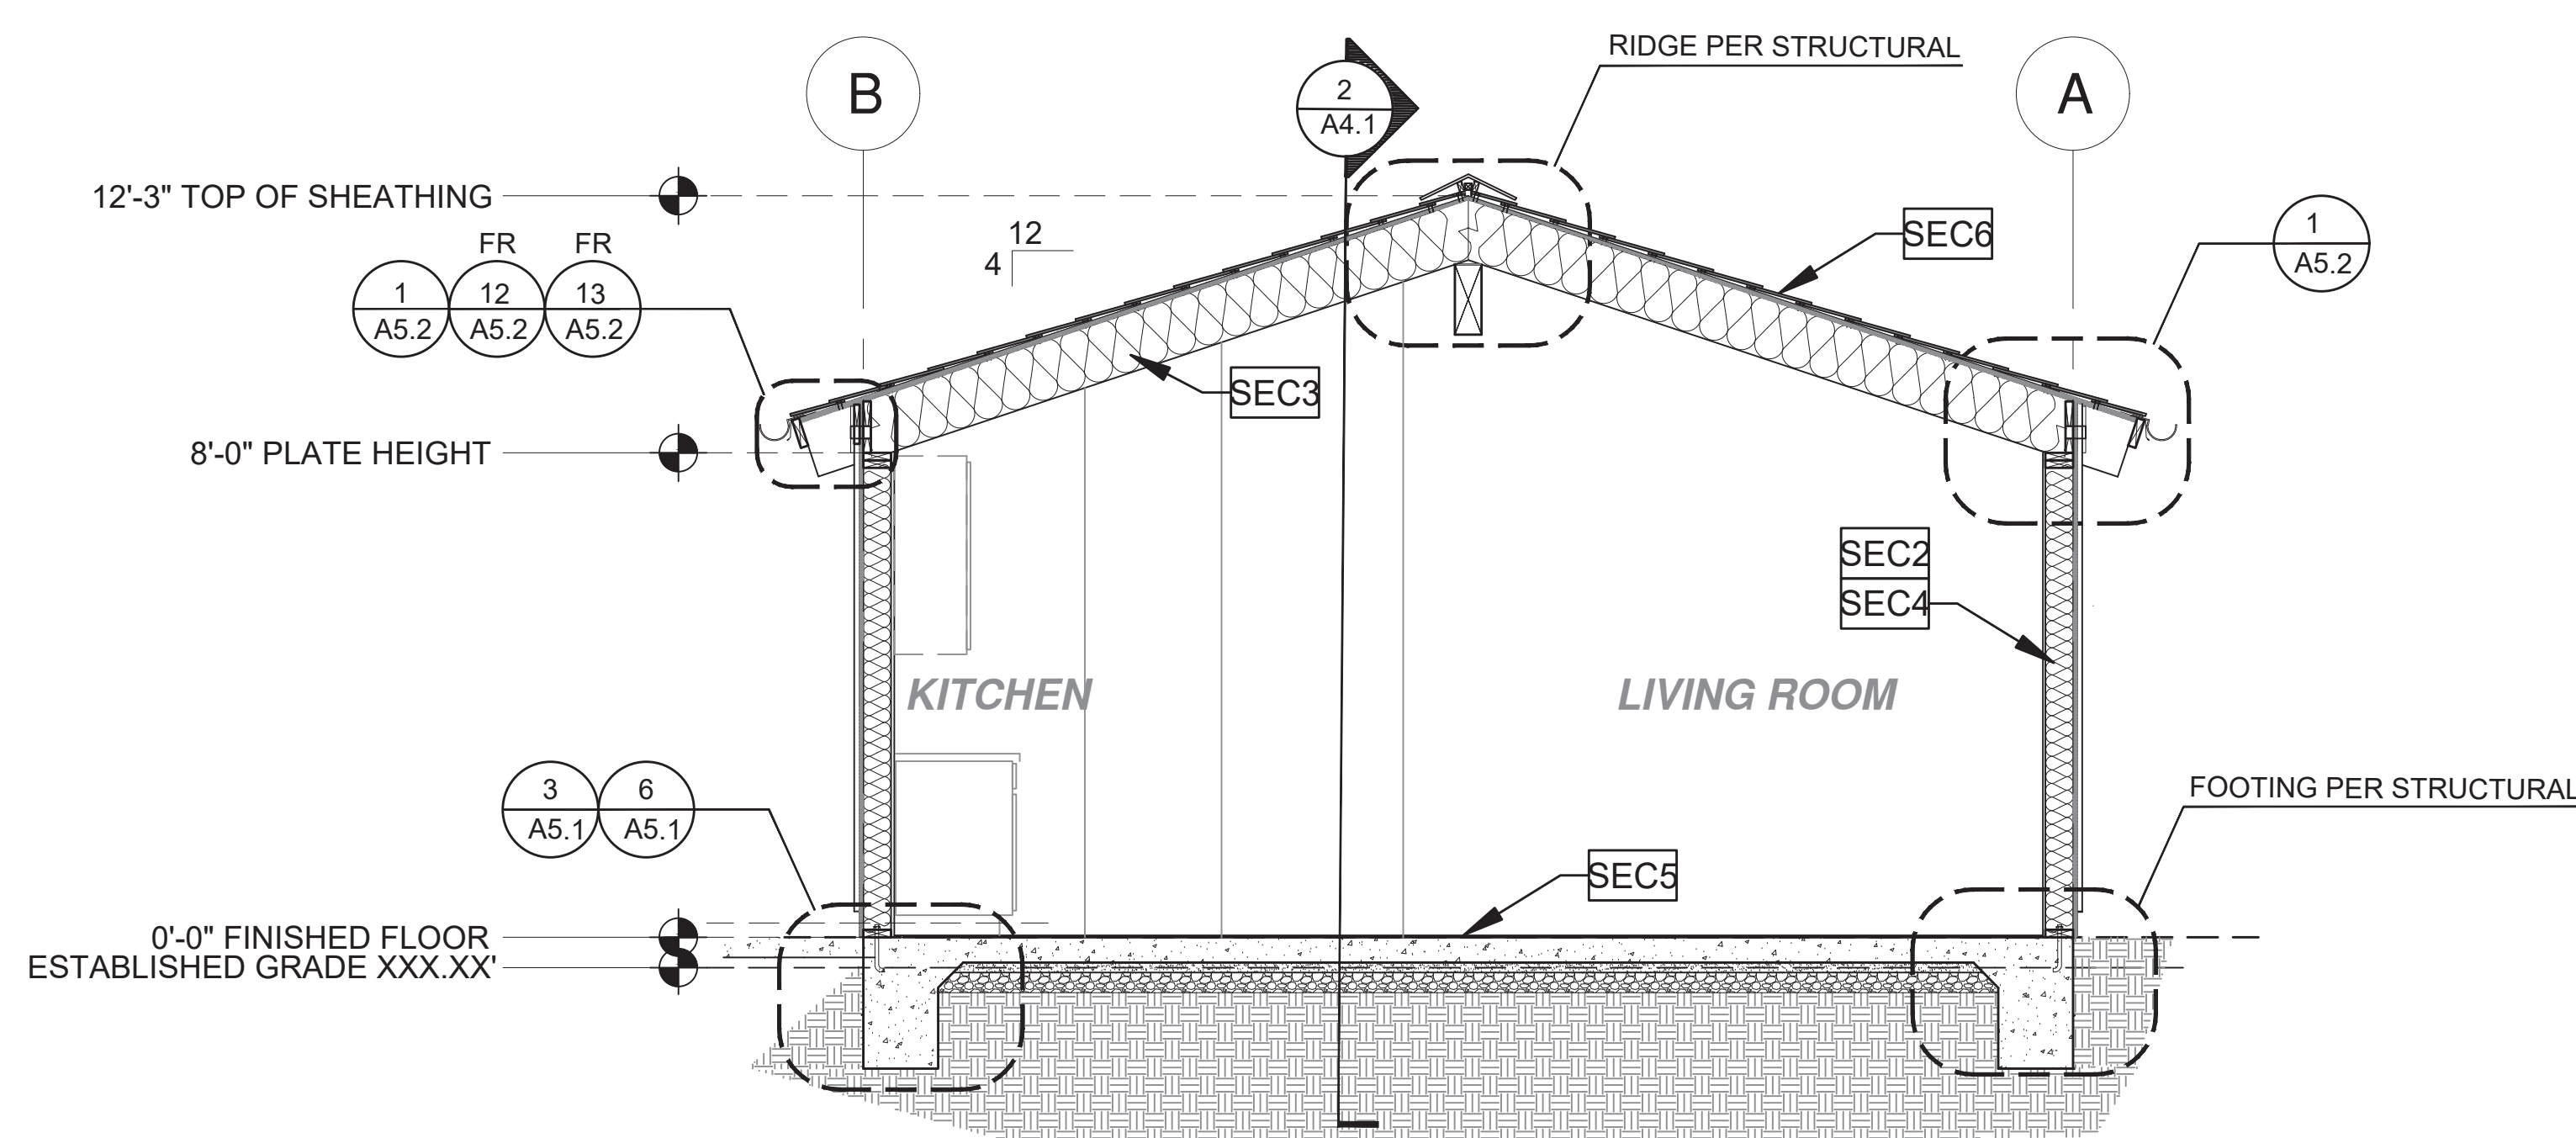 RIDGE PER STRUCTURAL
B
2
A4.1
A
12'-3" TOP OF SHEATHING
FR FR
12
4
SEC6
1
A5.2
1 12 13
A5.2 A5.2 A5.2
SEC3
8'-0" PLATE HEIGHT
SEC2
SEC4
KITCHEN
LIVING ROOM
3 6
A5.1 A5.1
FOOTING PER STRUCTURAL
SEC5
0'-0" FINISHED FLOOR
ESTABLISHED GRADE XXX.XX'